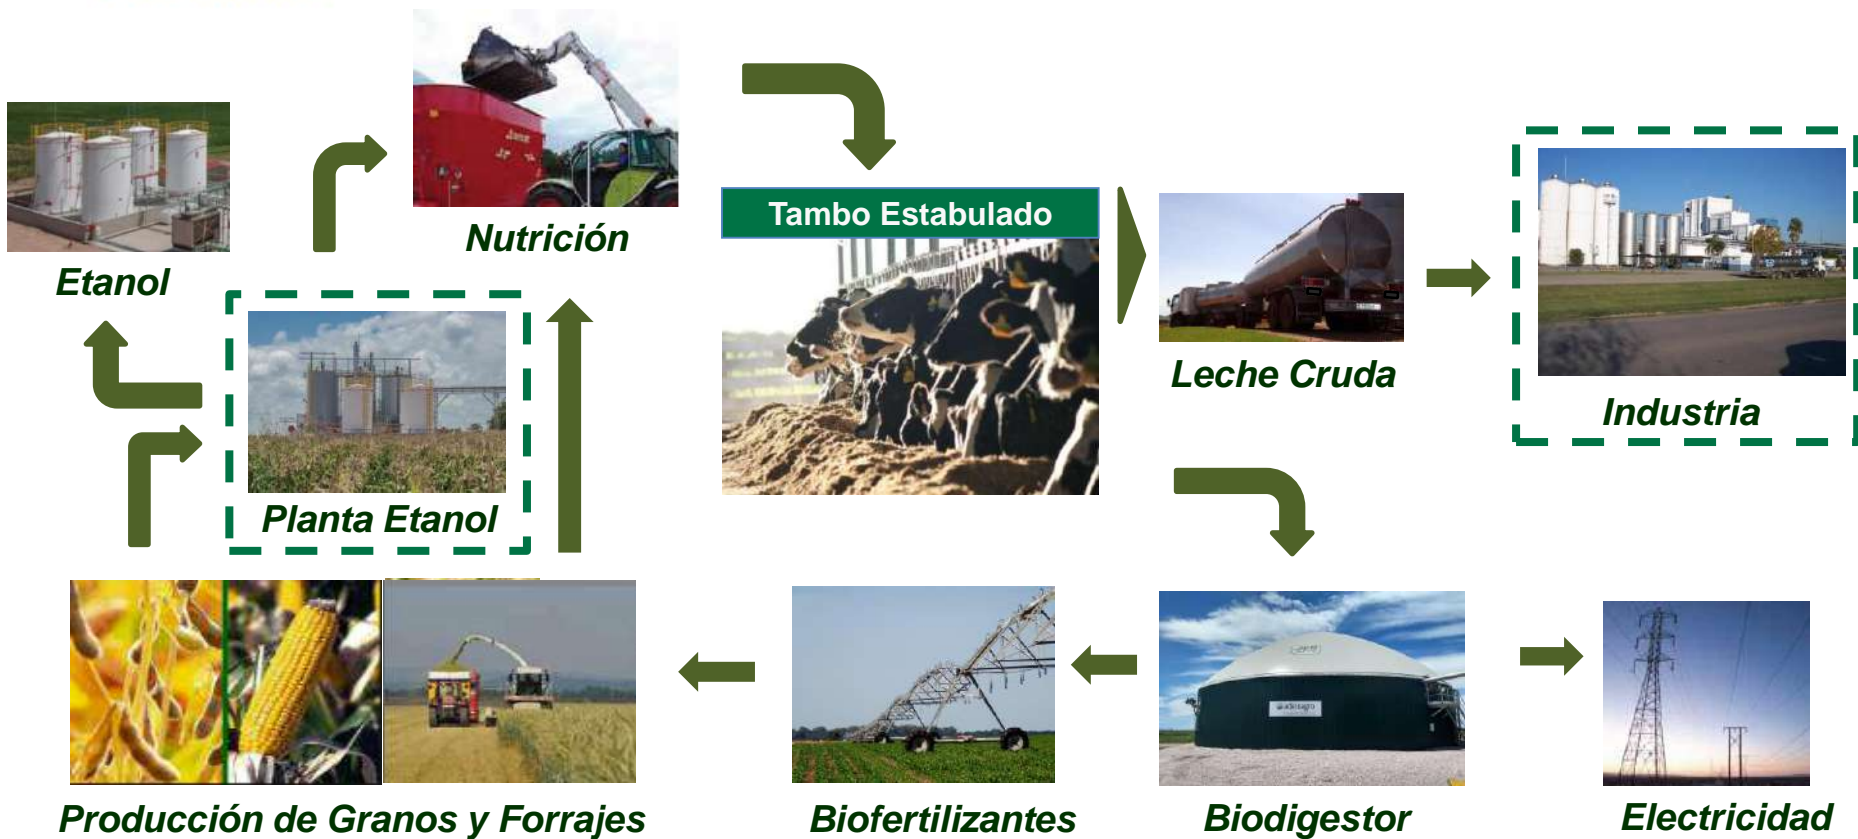 Nutrición
Etanol
Tambo Estabulado
Leche Cruda
Industria
Planta Etanol
Producción de Granos y Forrajes
Biofertilizantes
Biodigestor
Electricidad